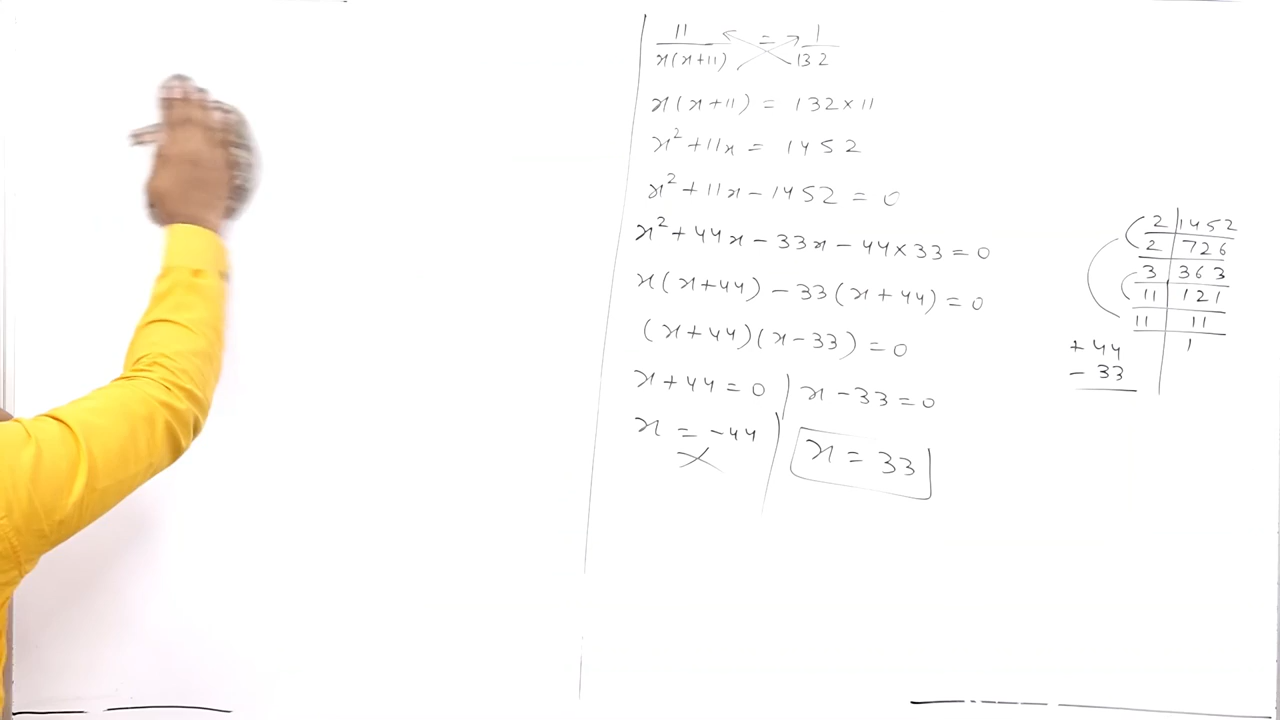 11/x(x+11) = 1/132
x(x+11) = 132×11
x²+11x = 1452
x²+11x-1452 = 0
x²+44x-33x-44×33=0
x(x+44)-33(x+44)=0
(x+44)(x-33)=0
x+44=0 | x-33=0
x = -44 | x = 33
2 | 1452
2 | 726
3 | 363
11 | 121
11 | 11
1
+44
-33